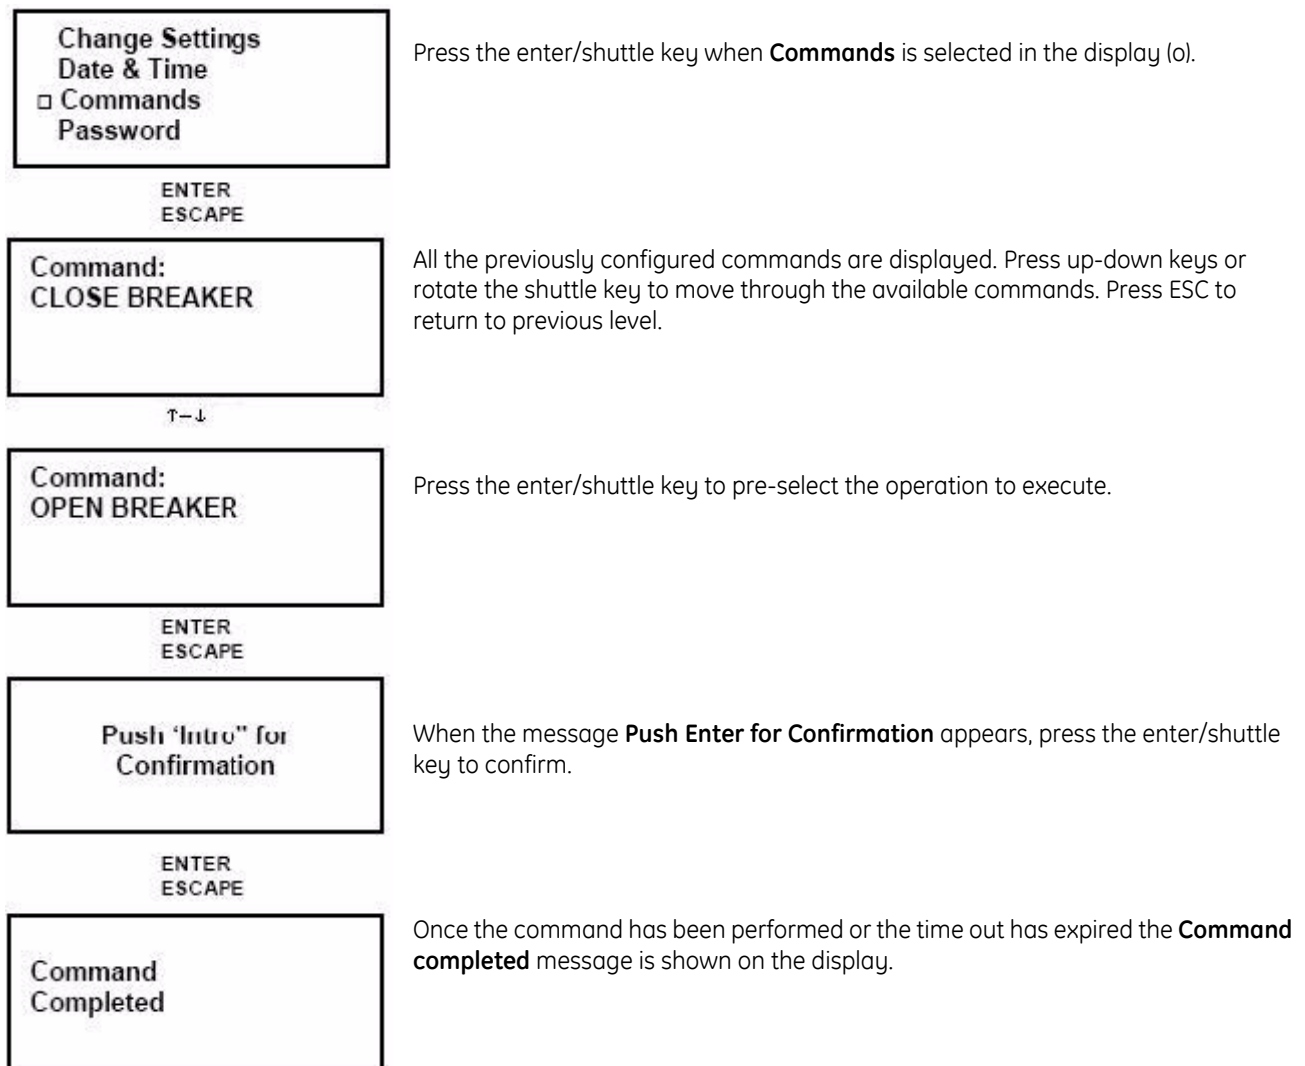 Change Settings
Date & Time
□ Commands
Password
Press the enter/shuttle key when Commands is selected in the display (o).
ENTER
ESCAPE
Command:
CLOSE BREAKER
All the previously configured commands are displayed. Press up-down keys or
rotate the shuttle key to move through the available commands. Press ESC to
return to previous level.
↑–↓
Command:
OPEN BREAKER
Press the enter/shuttle key to pre-select the operation to execute.
ENTER
ESCAPE
Push ‘Intro" for
Confirmation
When the message Push Enter for Confirmation appears, press the enter/shuttle
key to confirm.
ENTER
ESCAPE
Command
Completed
Once the command has been performed or the time out has expired the Command
completed message is shown on the display.